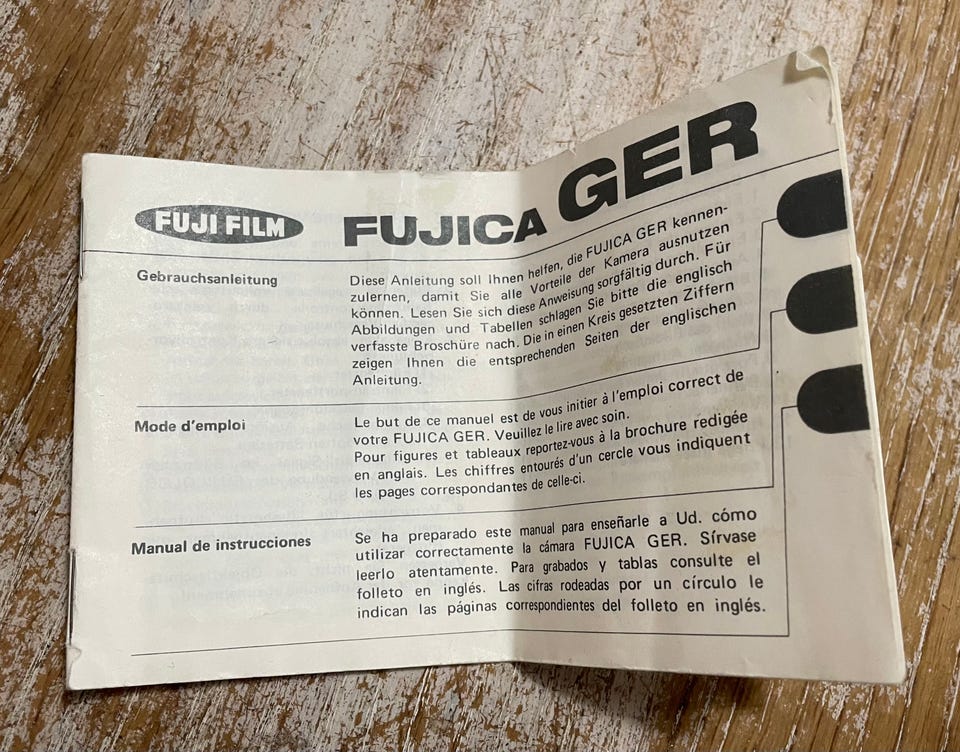 FUJI FILM
FUJICA GER
Gebrauchsanleitung
Diese Anleitung soll Ihnen helfen, die FUJICA GER kennen-
zulernen, damit Sie alle Vorteile der Kamera ausnutzen
können. Lesen Sie sich diese Anweisung sorgfältig durch. Für
Abbildungen und Tabellen schlagen Sie bitte die englisch
verfasste Broschüre nach. Die in einen Kreis gesetzten Ziffern
zeigen Ihnen die entsprechenden Seiten der englischen
Anleitung.
Mode d'emploi
Le but de ce manuel est de vous initier à l'emploi correct de
votre FUJICA GER. Veuillez le lire avec soin.
Pour figures et tableaux reportez-vous à la brochure redigée
en anglais. Les chiffres entourés d'un cercle vous indiquent
les pages correspondantes de celle-ci.
Manual de instrucciones
Se ha preparado este manual para enseñarle a Ud. cómo
utilizar correctamente la cámara FUJICA GER. Sírvase
leerlo atentamente. Para grabados y tablas consulte el
folleto en inglés. Las cifras rodeadas por un círculo le
indican las páginas correspondientes del folleto en inglés.